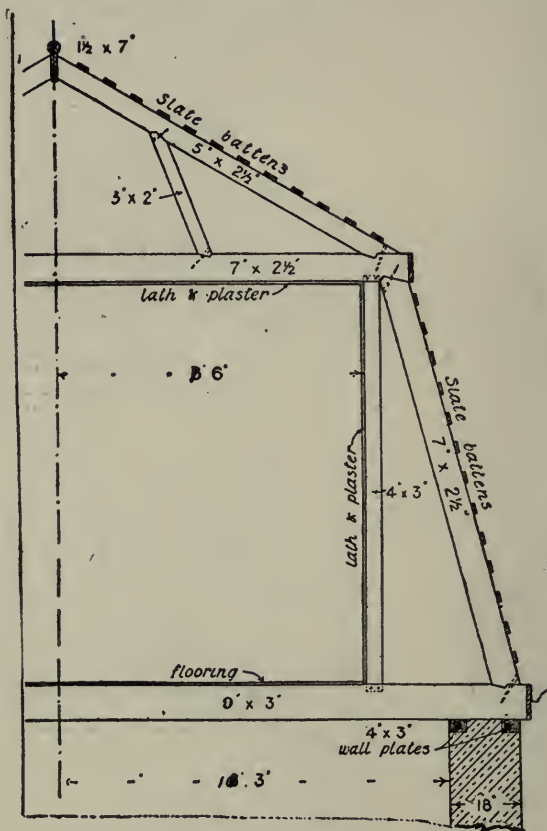 1½ × 7"
Slate battens
5" × 2½"
3" × 2"
7" × 2½"
lath & plaster
6"
Slate battens
7" × 2½"
lath & plaster
4" × 3"
flooring
× 3"
4" × 3"
wall plates
3"
18"